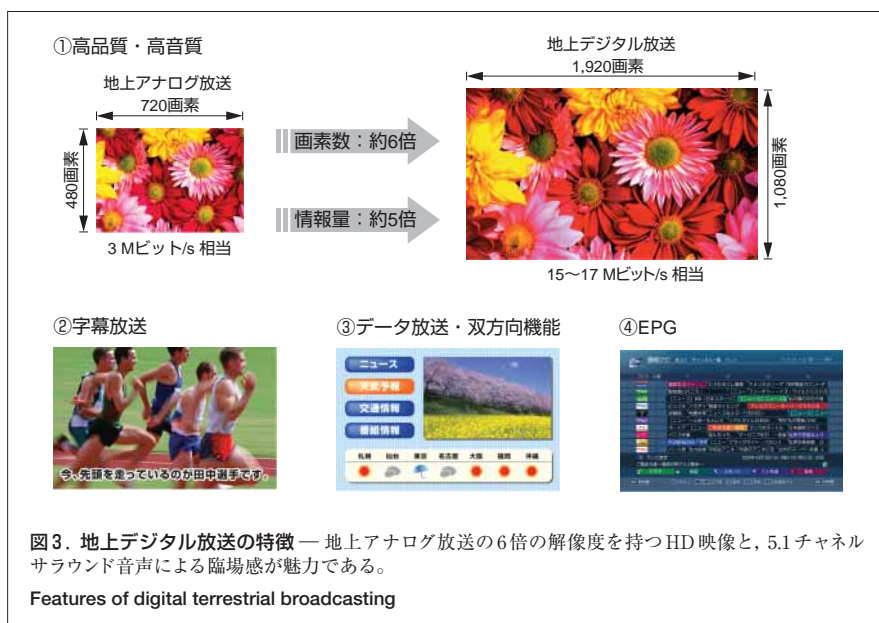 ①高品質・高音質
地上アナログ放送
720画素
480画素
3 Mビット/s 相当
画素数：約6倍
情報量：約5倍
地上デジタル放送
1,920画素
1,080画素
15～17 Mビット/s 相当
②字幕放送
今、先頭を走っているのが田中選手です。
③データ放送・双方向機能
ニュース
天気予報
交通情報
番組情報
札幌 仙台 東京 名古屋 大阪 福岡 沖縄
④EPG
図3．地上デジタル放送の特徴 — 地上アナログ放送の6倍の解像度を持つHD映像と，5.1チャネル
サラウンド音声による臨場感が魅力である。
Features of digital terrestrial broadcasting